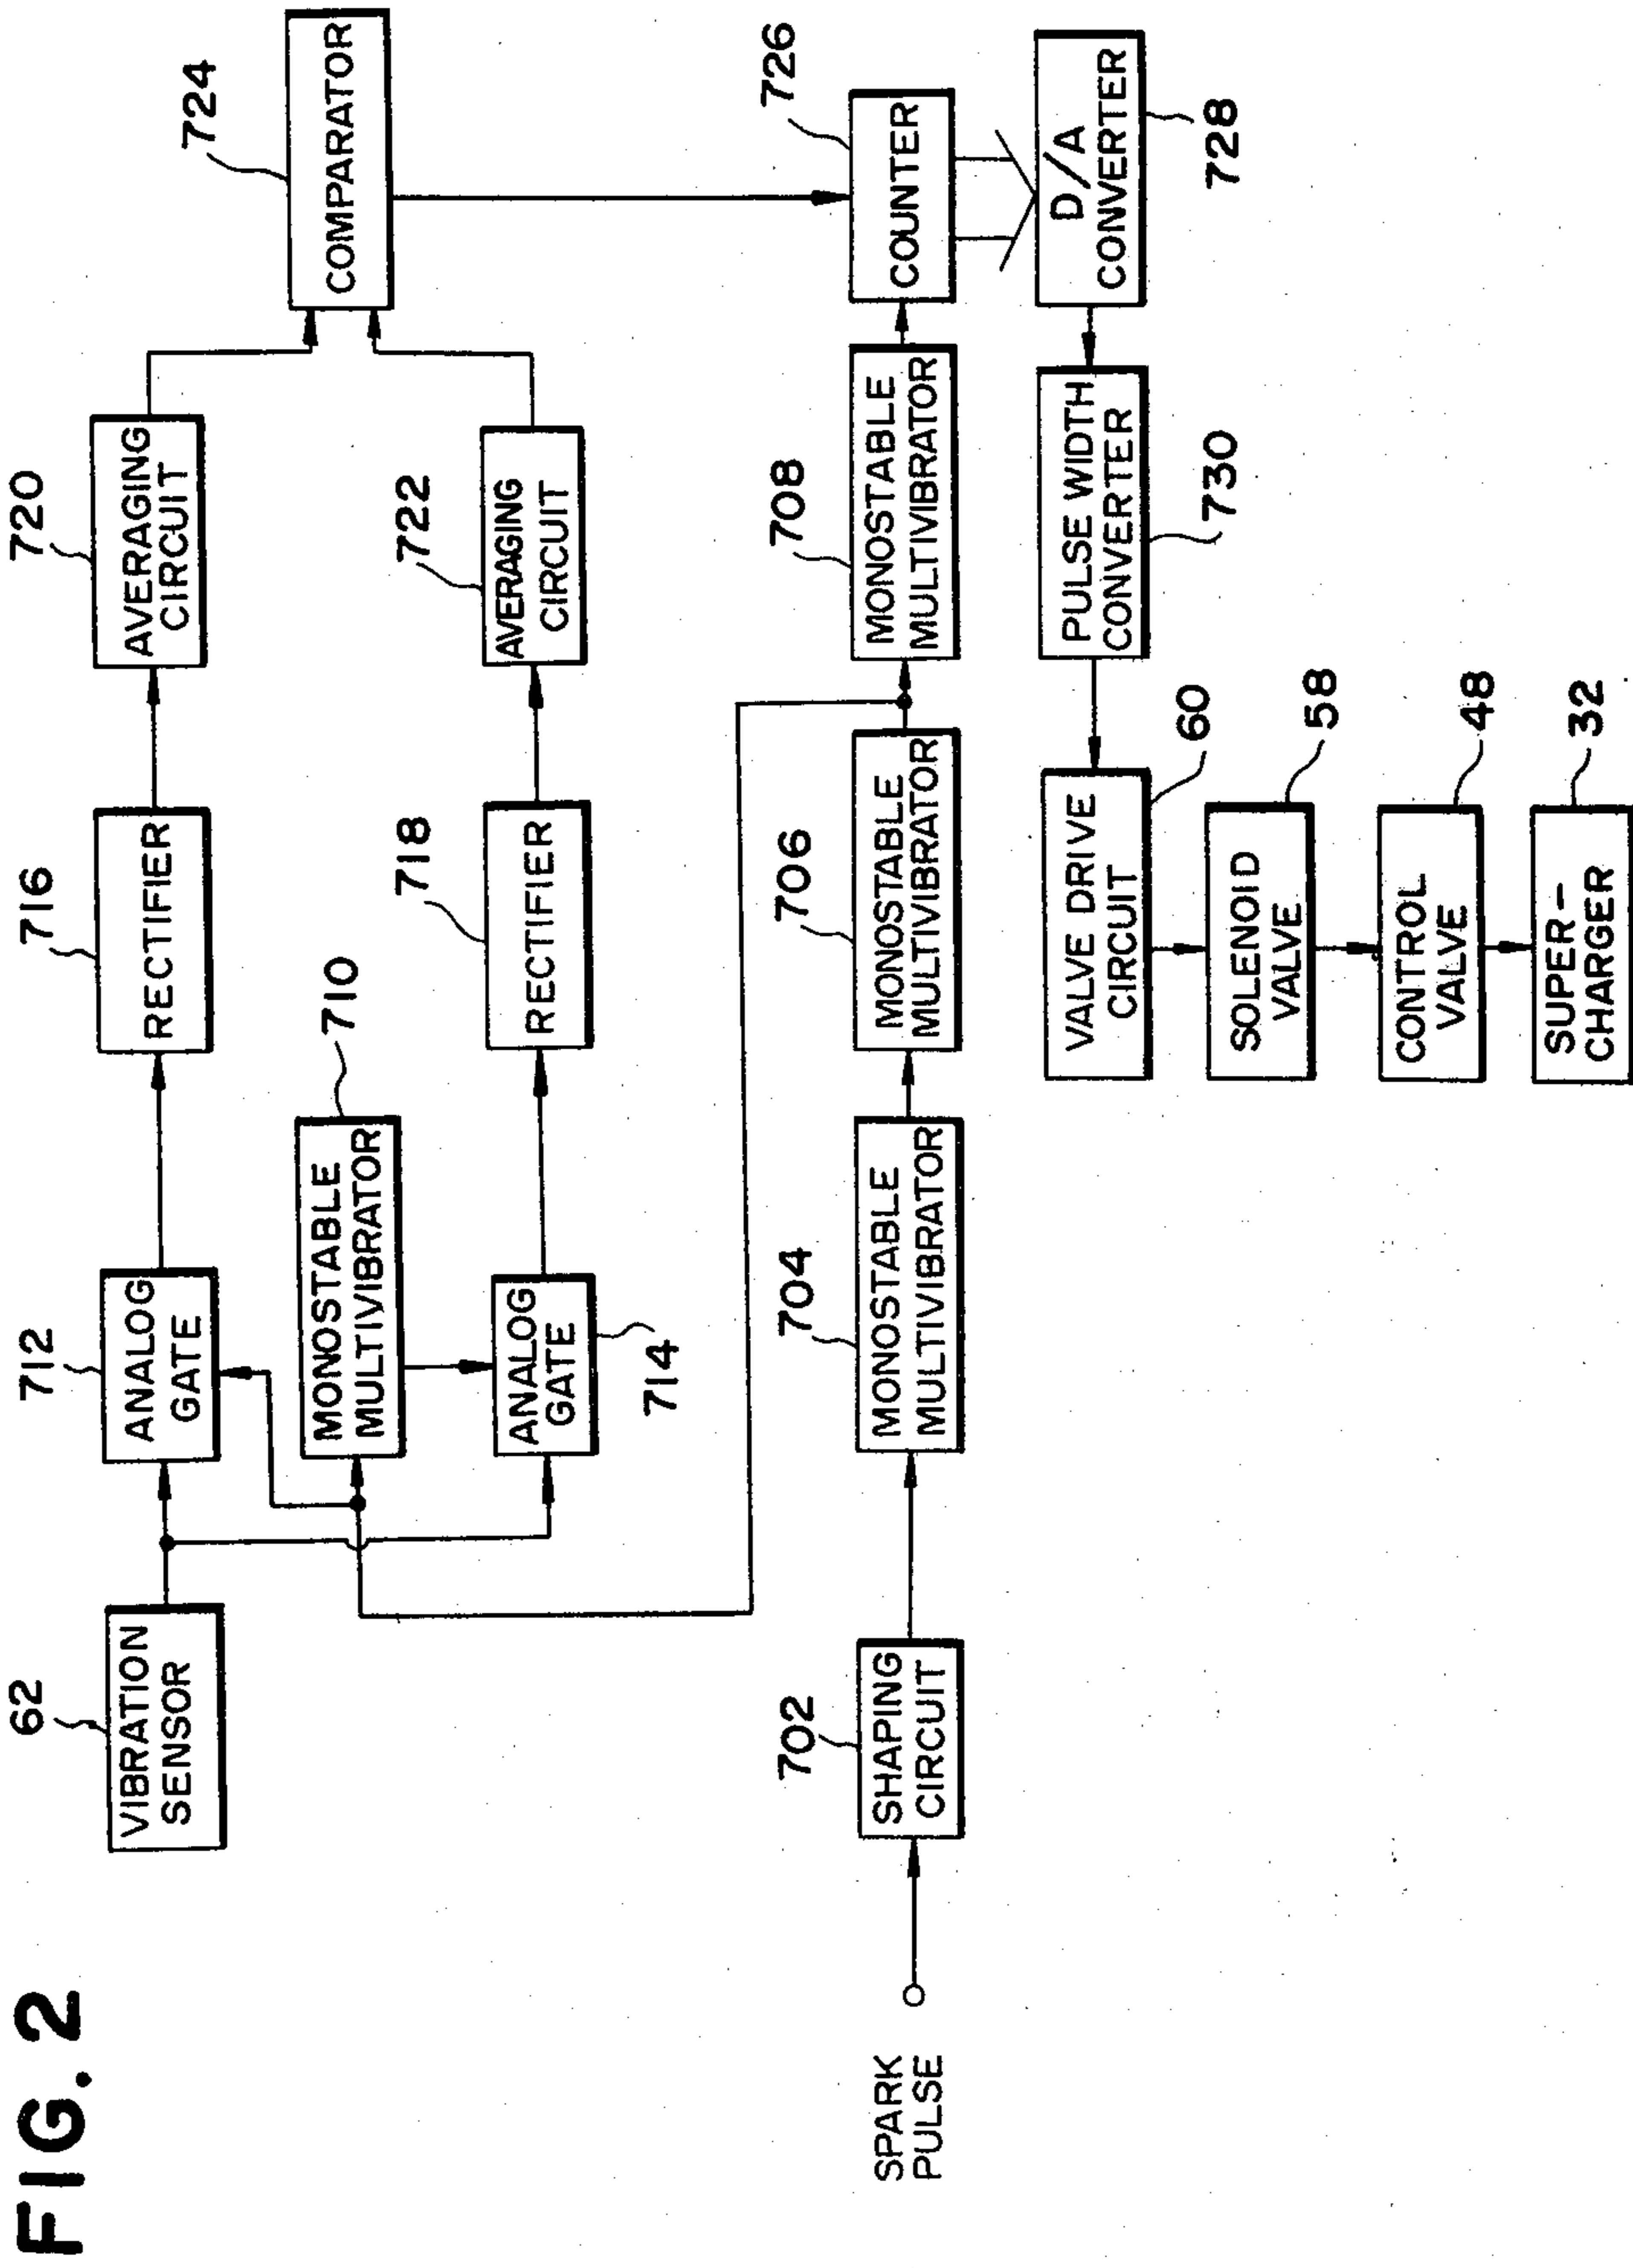 FIG. 2
62
VIBRATION
SENSOR
712
ANALOG
GATE
716
RECTIFIER
720
AVERAGING
CIRCUIT
724
COMPARATOR
710
MONOSTABLE
MULTIVIBRATOR
714
ANALOG
GATE
718
RECTIFIER
722
AVERAGING
CIRCUIT
SPARK
PULSE
702
SHAPING
CIRCUIT
704
MONOSTABLE
MULTIVIBRATOR
706
MONOSTABLE
MULTIVIBRATOR
708
MONOSTABLE
MULTIVIBRATOR
726
COUNTER
D/A
CONVERTER
728
PULSE WIDTH
CONVERTER
730
VALVE DRIVE
CIRCUIT
60
SOLENOID
VALVE
58
CONTROL
VALVE
48
SUPER-
CHARGER
32